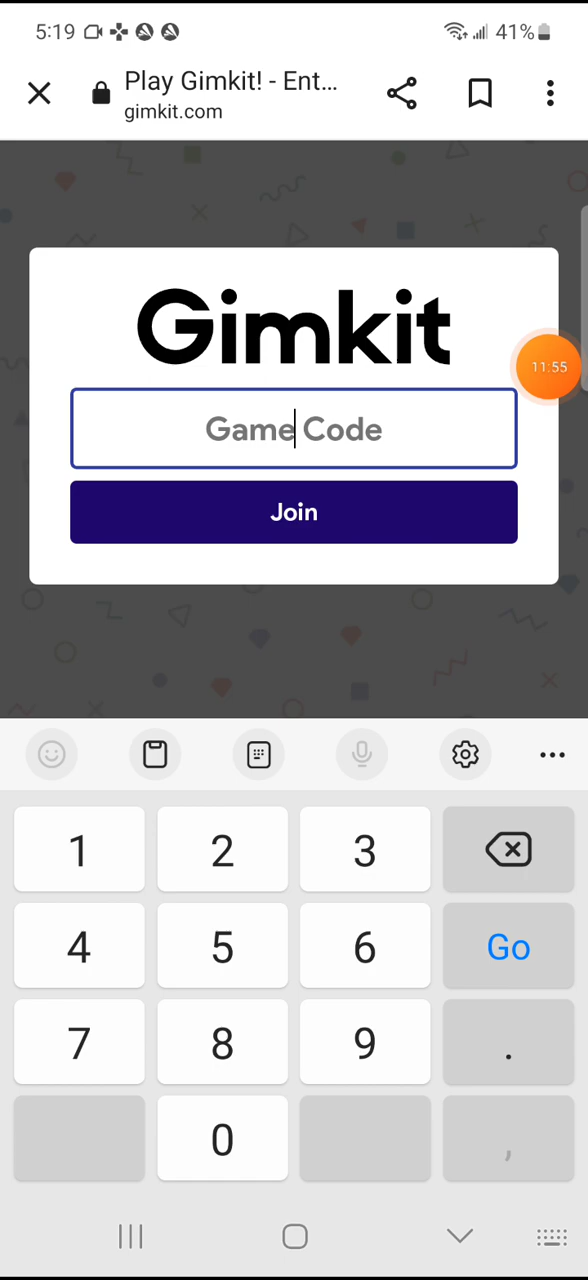 5:19 41%
Play Gimkit! - Ent...
gimkit.com
Gimkit
11:55
Game Code
Join
1 2 3
4 5 6 Go
7 8 9 .
0 ,